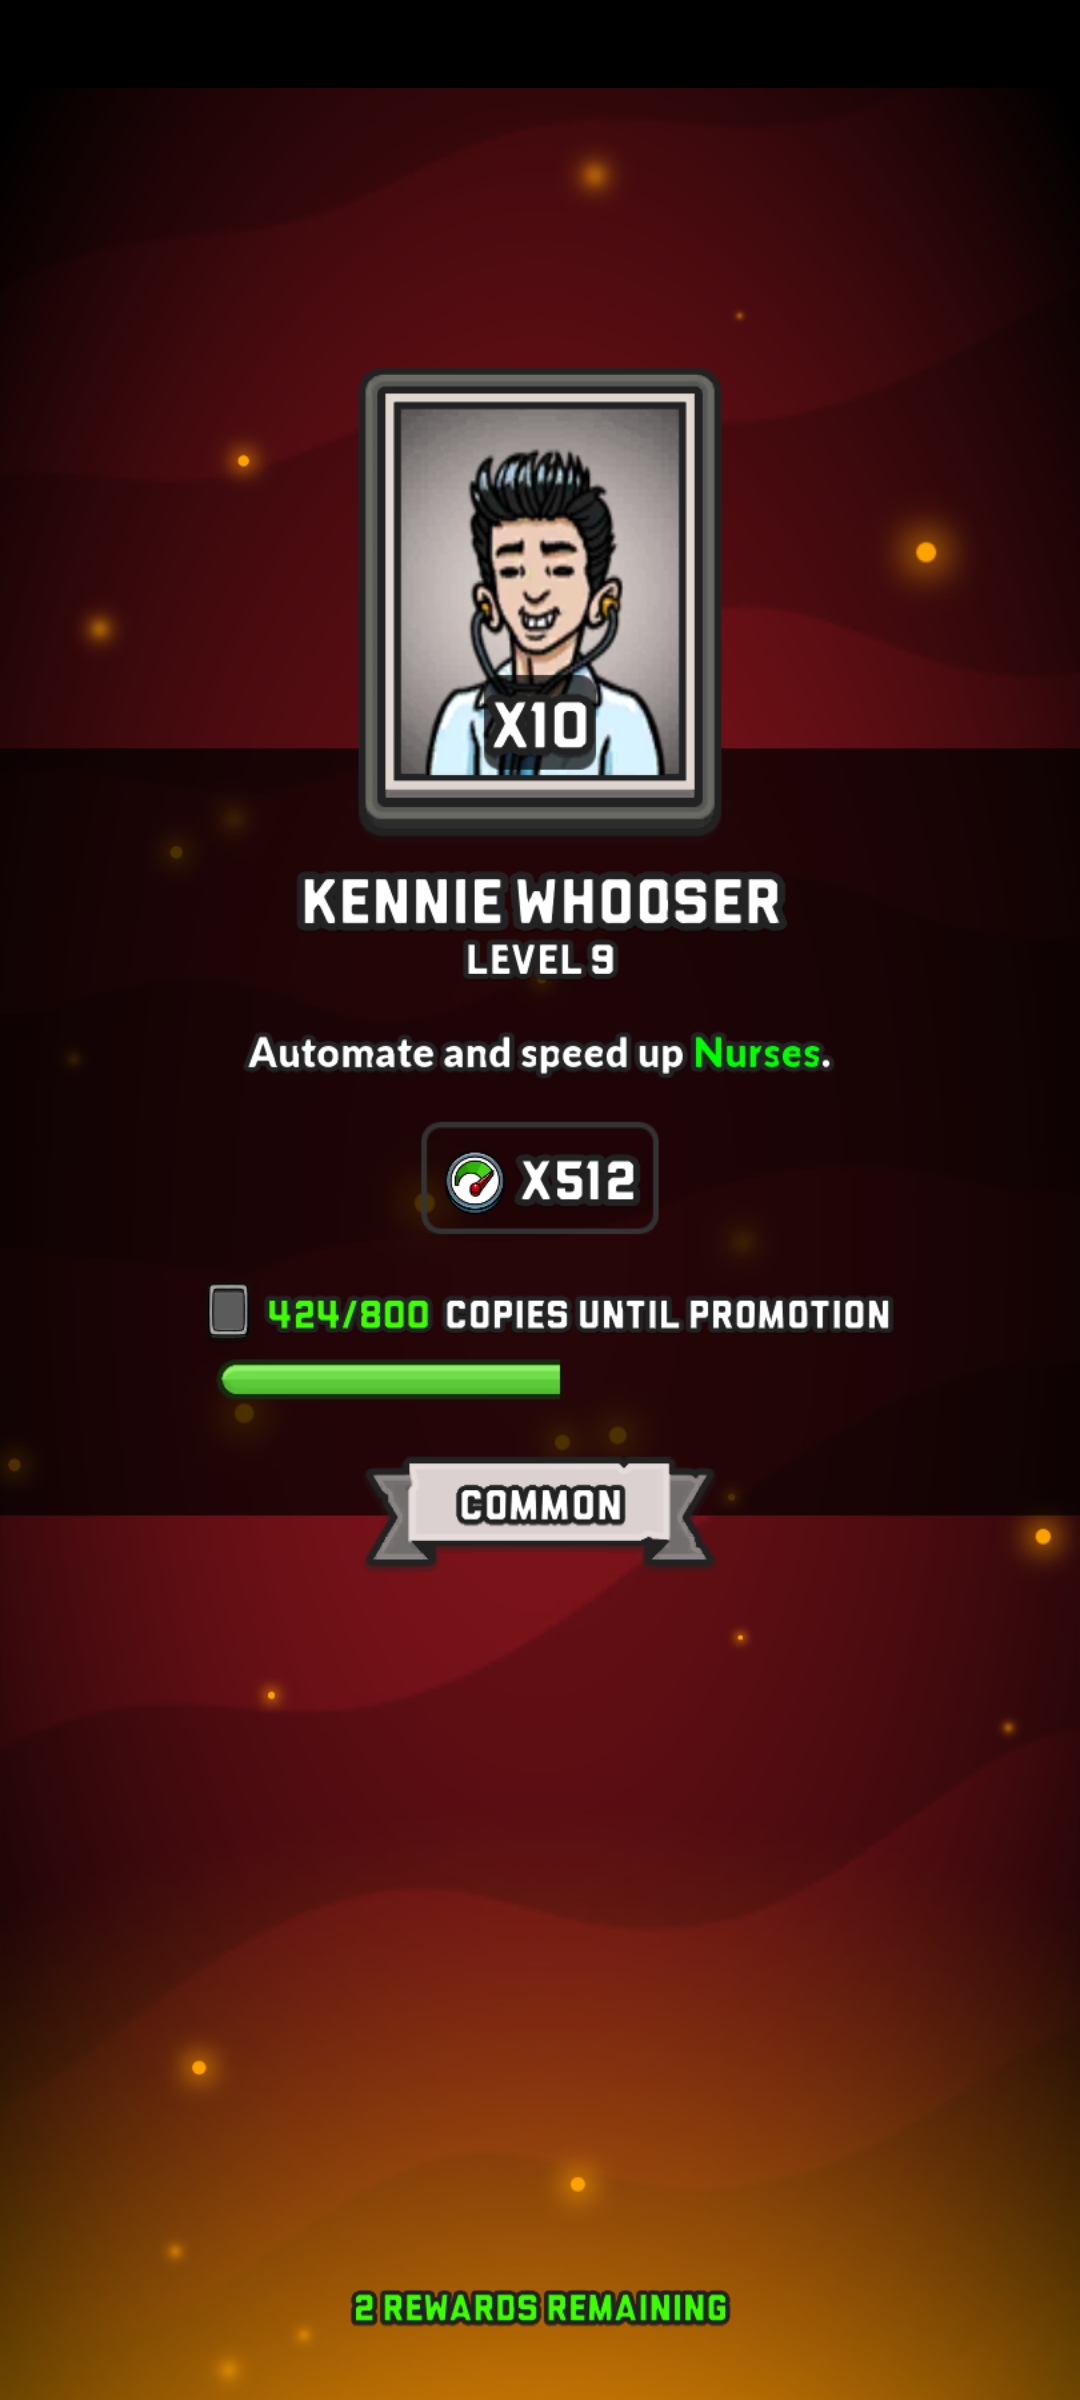 X10
KENNIE WHOOSER
LEVEL 9
Automate and speed up Nurses.
X512
424/800 COPIES UNTIL PROMOTION
COMMON
2 REWARDS REMAINING